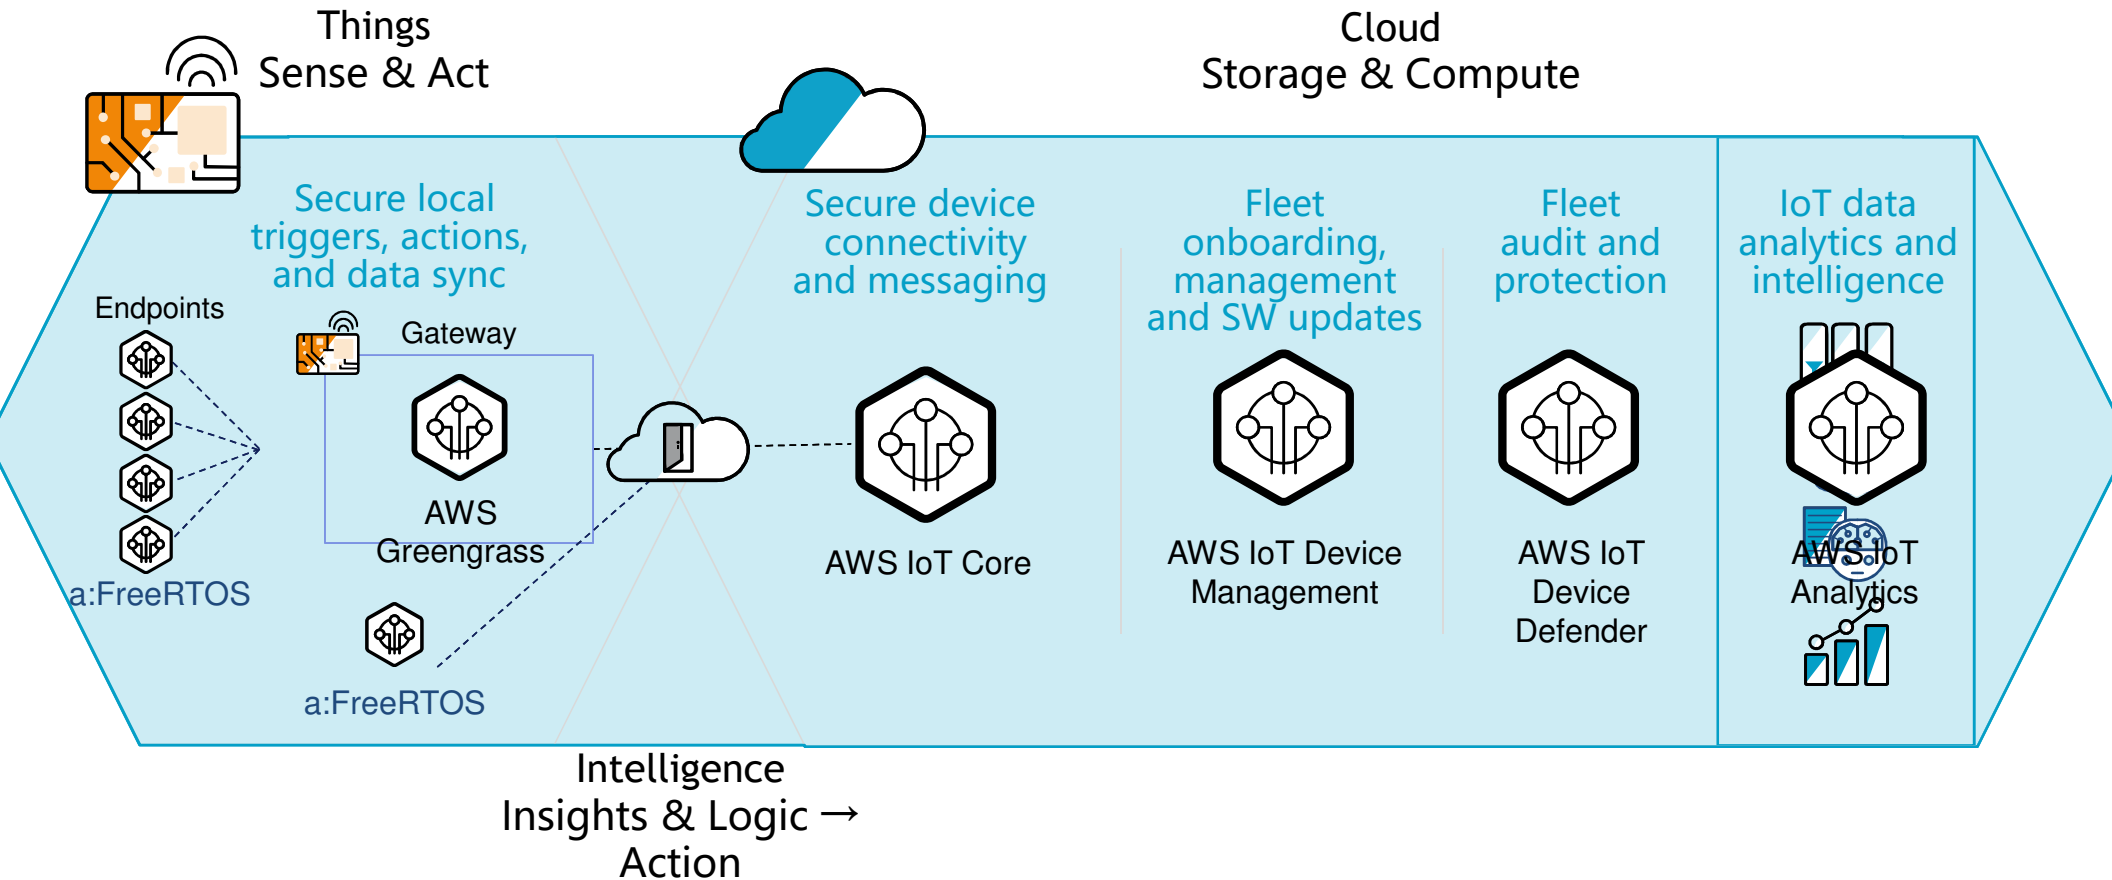 Things
Sense & Act
Cloud
Storage & Compute
Secure local
triggers, actions,
and data sync
Secure device
connectivity
and messaging
Fleet
onboarding,
management
and SW updates
Fleet
audit and
protection
IoT data
analytics and
intelligence
Endpoints
Gateway
AWS
Greengrass
a:FreeRTOS
a:FreeRTOS
AWS IoT Core
AWS IoT Device
Management
AWS IoT
Device
Defender
AWS IoT
Analytics
Intelligence
Insights & Logic →
Action